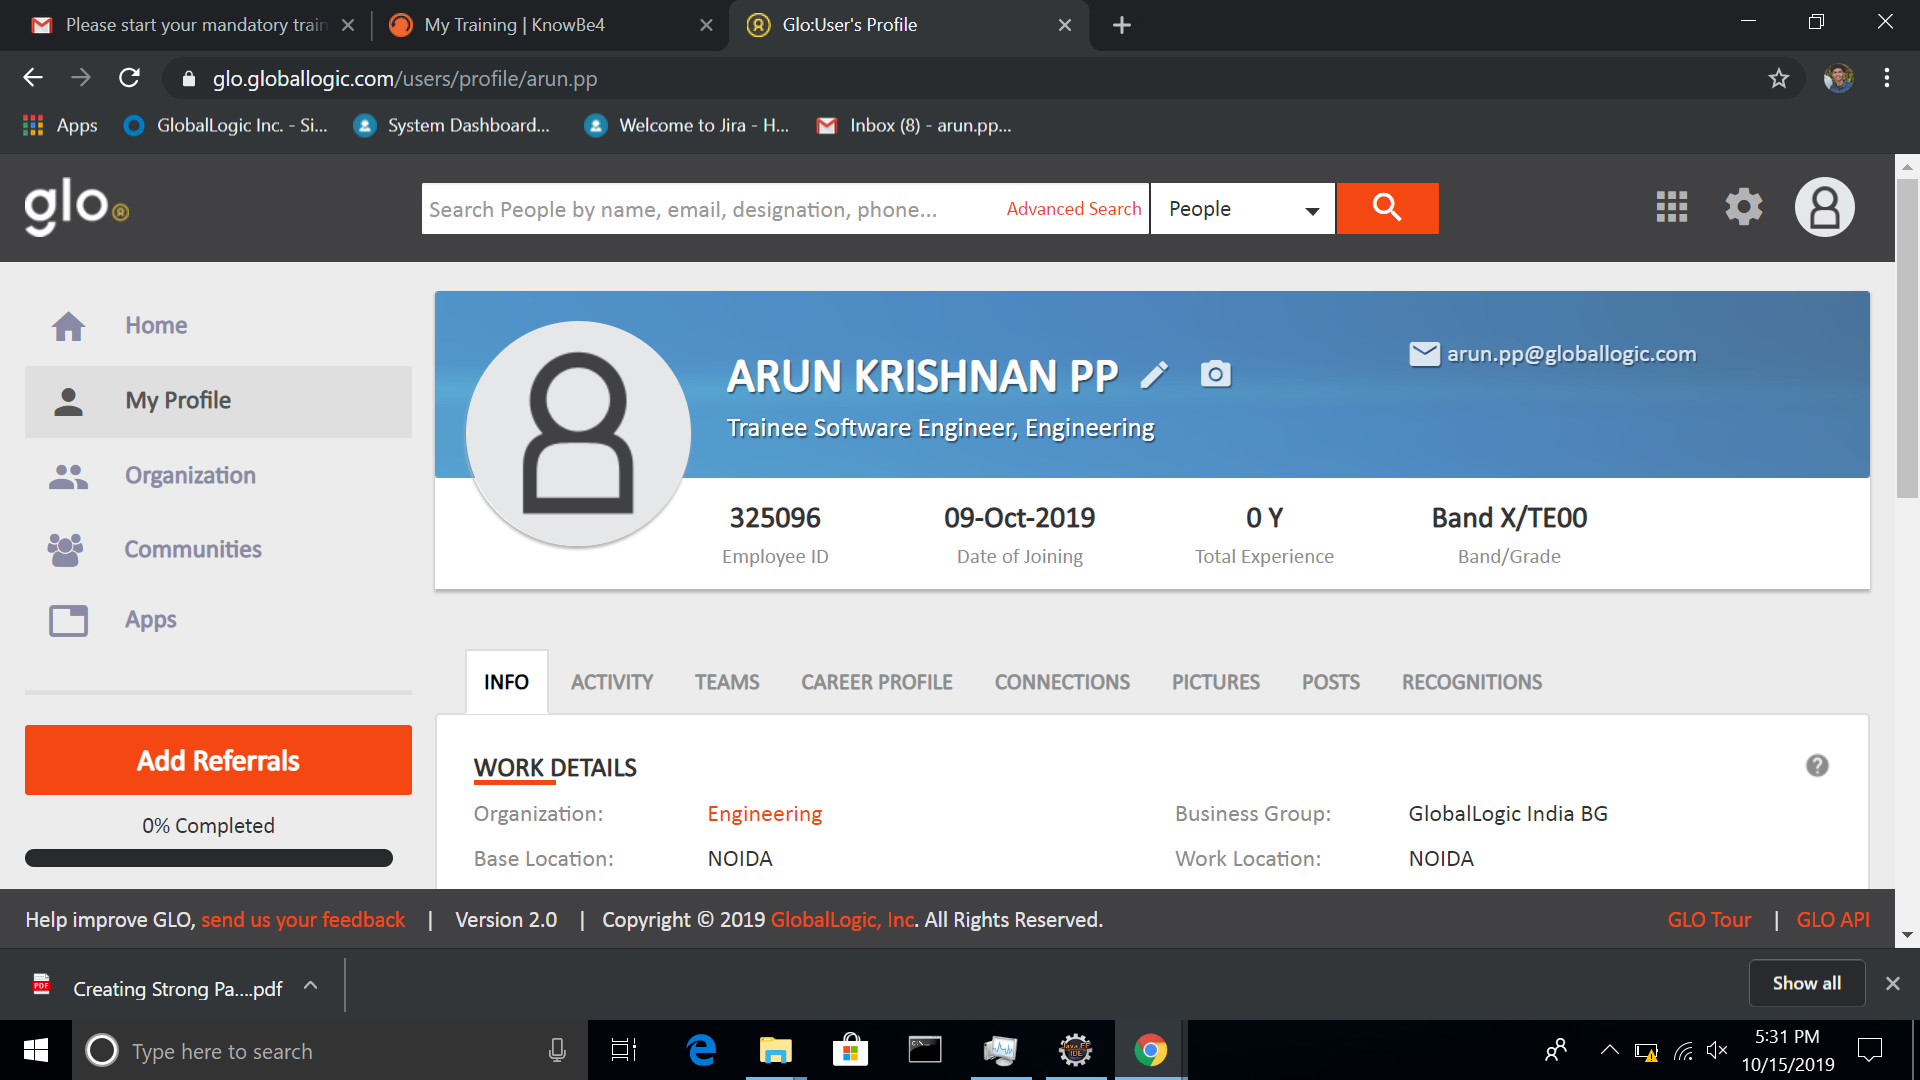 Please start your mandatory train
My Training | KnowBe4
Glo:User's Profile
glo.globallogic.com/users/profile/arun.pp
Apps
GlobalLogic Inc. - Si...
System Dashboard...
Welcome to Jira - H...
Inbox (8) - arun.pp...
glo
Search People by name, email, designation, phone...
Advanced Search
People
Home
My Profile
Organization
Communities
Apps
Add Referrals
0% Completed
ARUN KRISHNAN PP
arun.pp@globallogic.com
Trainee Software Engineer, Engineering
325096
09-Oct-2019
0 Y
Band X/TE00
Employee ID
Date of Joining
Total Experience
Band/Grade
INFO
ACTIVITY
TEAMS
CAREER PROFILE
CONNECTIONS
PICTURES
POSTS
RECOGNITIONS
WORK DETAILS
Organization: Engineering
Business Group: GlobalLogic India BG
Base Location: NOIDA
Work Location: NOIDA
Help improve GLO, send us your feedback | Version 2.0 | Copyright © 2019 GlobalLogic, Inc. All Rights Reserved.
GLO Tour | GLO API
PDF
Creating Strong Pa....pdf
Show all
Type here to search
Java EE
IDE
5:31 PM
10/15/2019